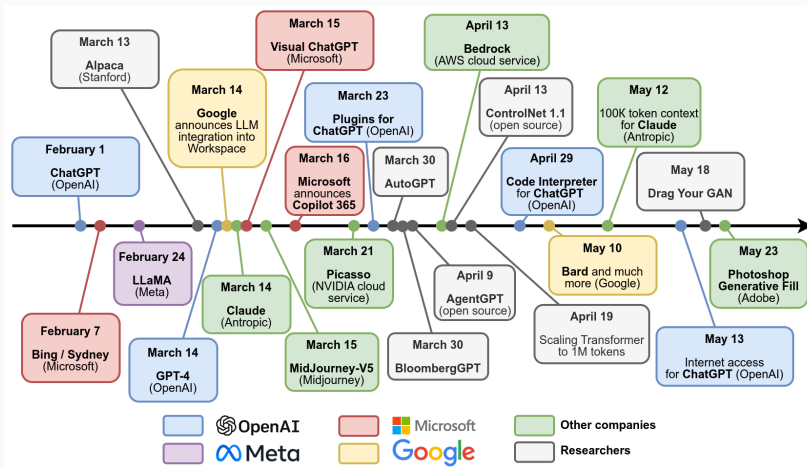 March 13
Alpaca
(Stanford)
March 14
Google
announces LLM
integration into
Workspace
March 15
Visual ChatGPT
(Microsoft)
April 13
Bedrock
(AWS cloud service)
March 23
Plugins for
ChatGPT (OpenAI)
April 13
ControlNet 1.1
(open source)
May 12
100K token context
for Claude
(Antropic)
February 1
ChatGPT
(OpenAI)
March 16
Microsoft
announces
Copilot 365
March 30
AutoGPT
April 29
Code Interpreter
for ChatGPT
(OpenAI)
May 18
Drag Your GAN
February 24
LLaMA
(Meta)
March 14
Claude
(Antropic)
March 21
Picasso
(NVIDIA cloud
service)
April 9
AgentGPT
(open source)
May 10
Bard and much
more (Google)
May 23
Photoshop
Generative Fill
(Adobe)
February 7
Bing / Sydney
(Microsoft)
March 14
GPT-4
(OpenAI)
March 15
MidJourney-V5
(Midjourney)
March 30
BloombergGPT
April 19
Scaling Transformer
to 1M tokens
May 13
Internet access
for ChatGPT (OpenAI)
OpenAI
Microsoft
Other companies
Meta
Google
Researchers